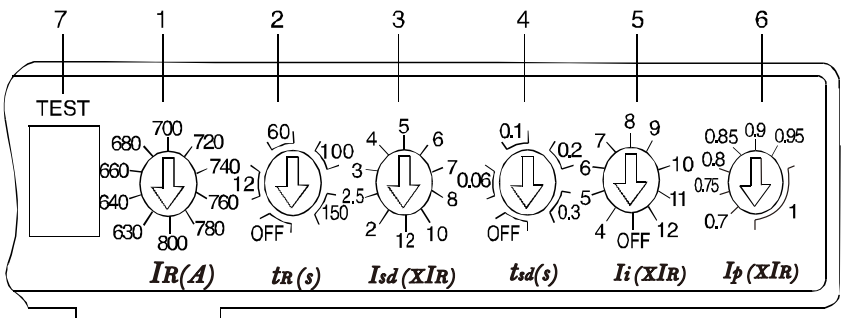 7 1 2 3 4 5 6
TEST
630 640 660 680 700 720 740 760 780 800
OFF 12 60 100 150
2 2.5 3 4 5 6 7 8 10 12
OFF 0.06 0.1 0.2 0.3
4 5 6 7 8 9 10 11 12 OFF
0.7 0.75 0.8 0.85 0.9 0.95 1
IR(A) tR(s) Isd(XIR) tsd(s) Ii(XIR) Ip(XIR)